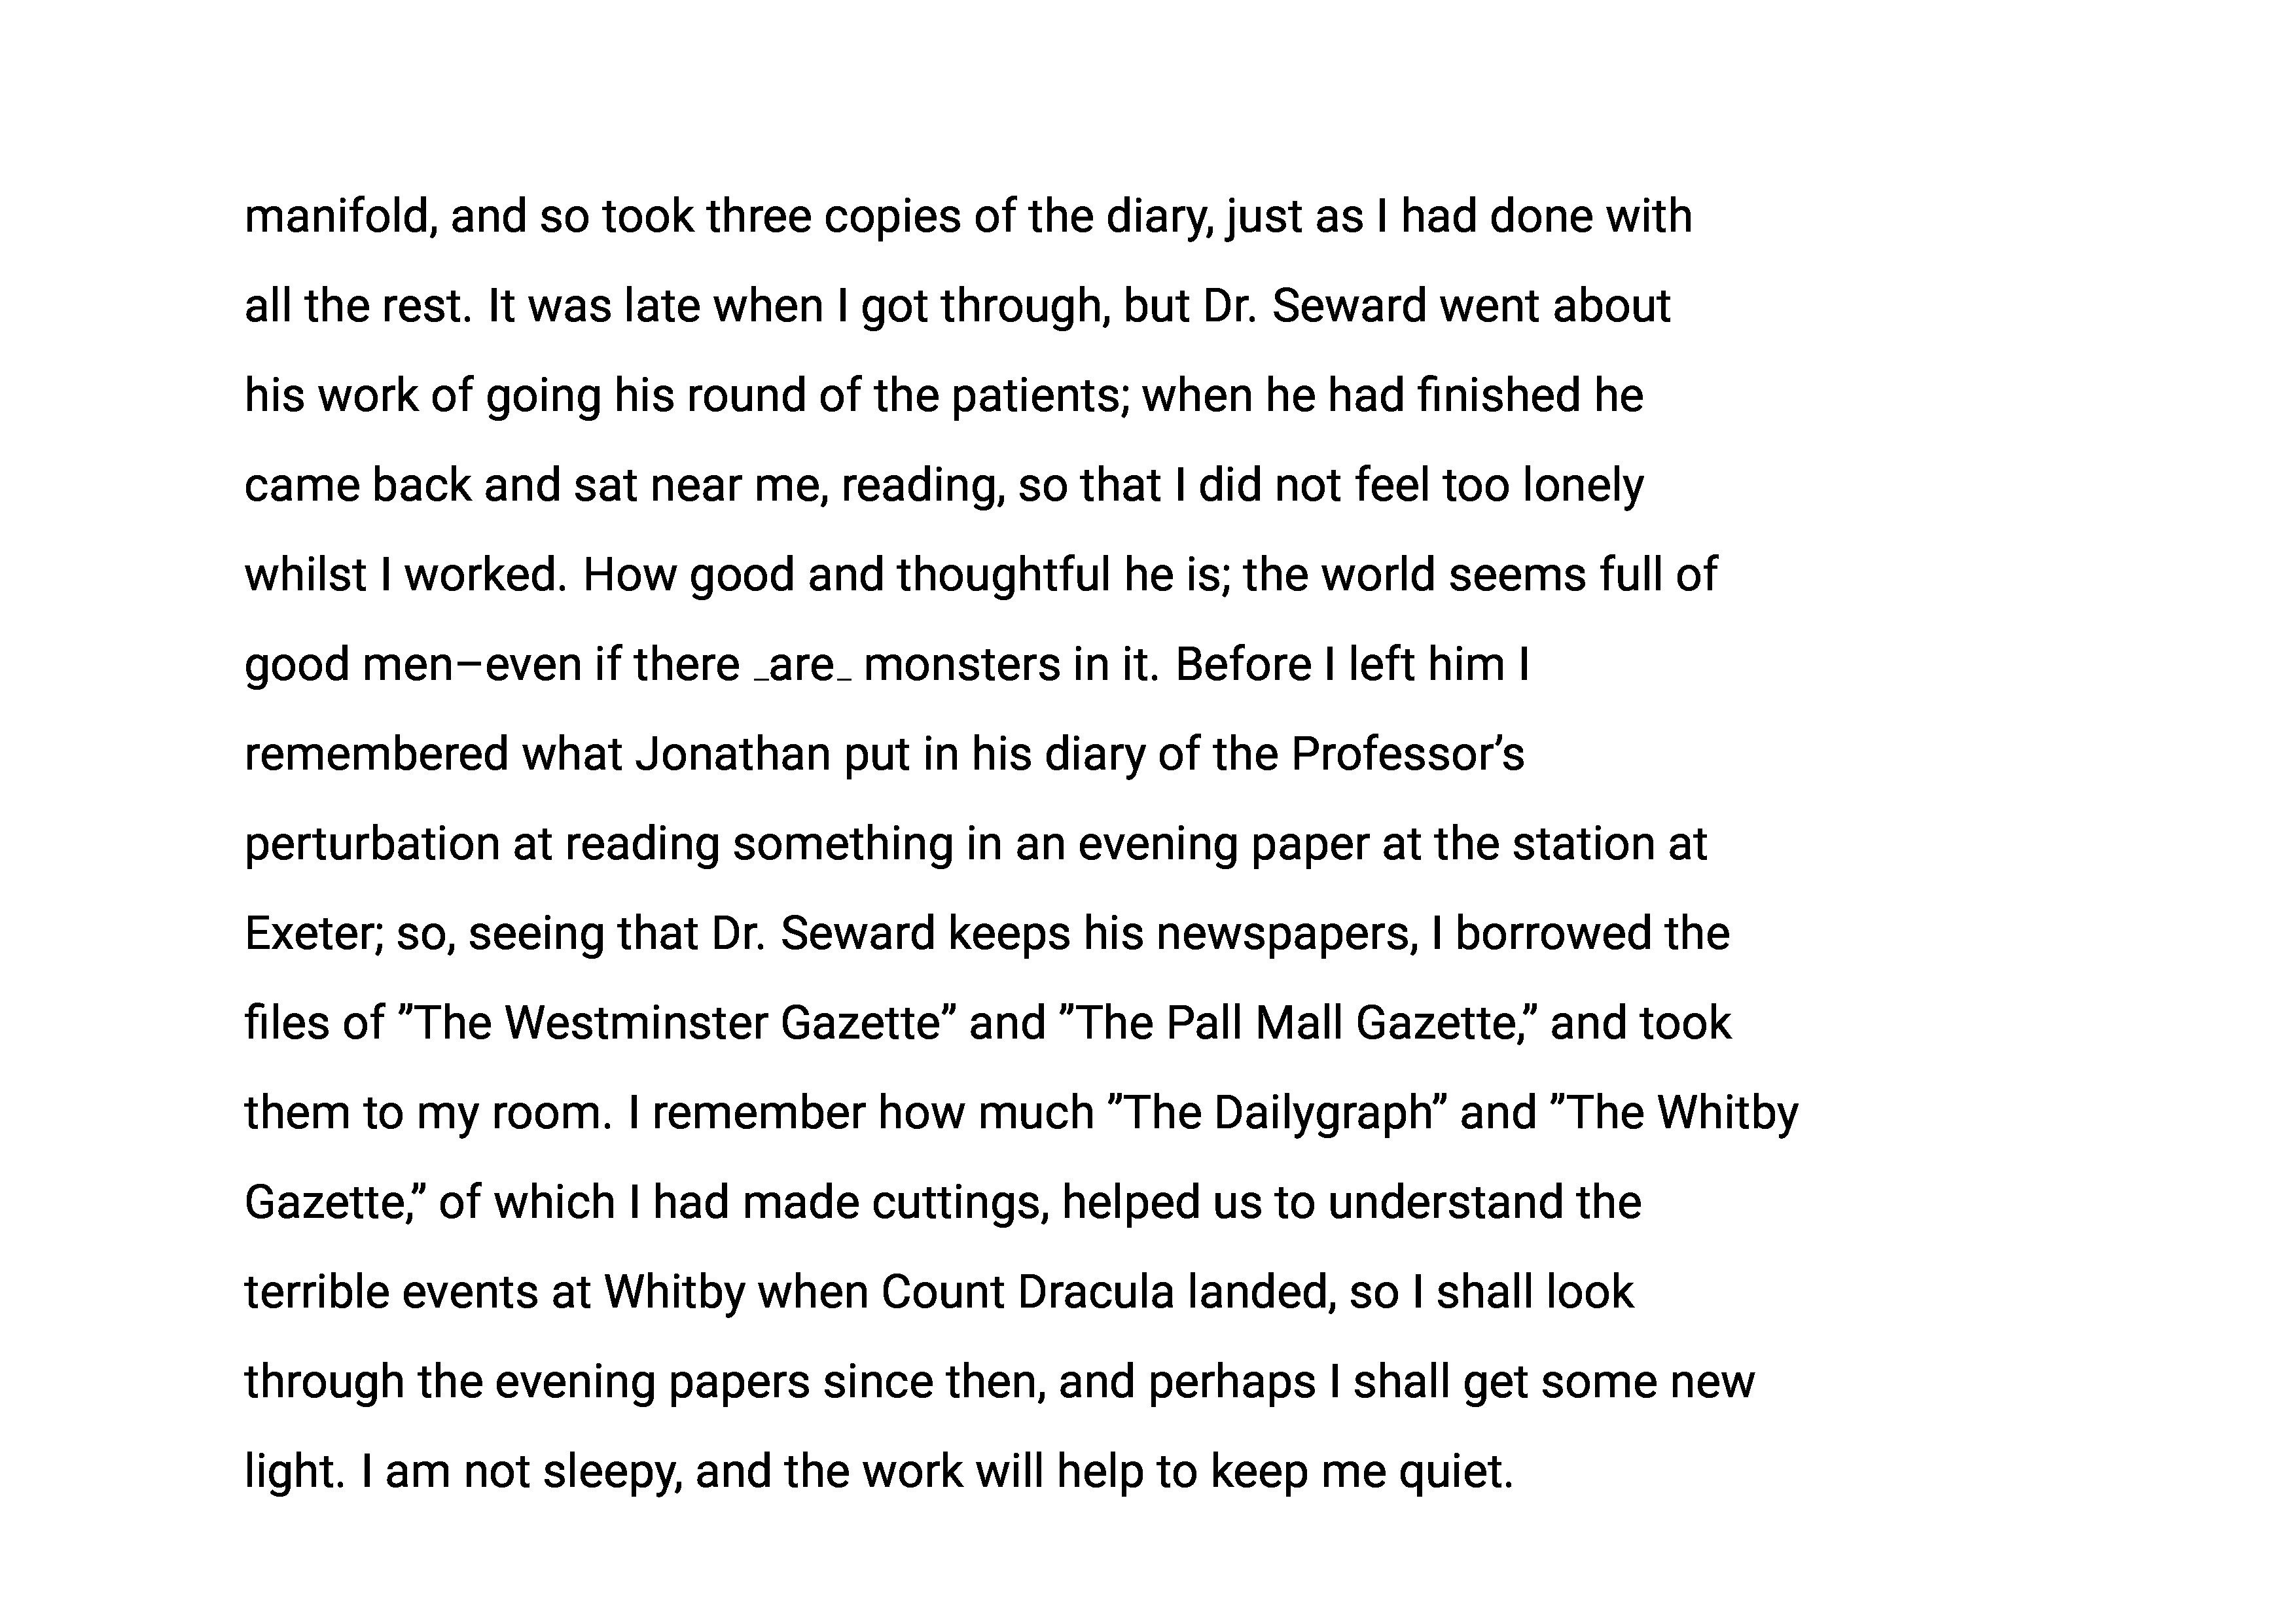 manifold, and so took three copies of the diary, just as I had done with
all the rest. It was late when I got through, but Dr. Seward went about
his work of going his round of the patients; when he had finished he
came back and sat near me, reading, so that I did not feel too lonely
whilst I worked. How good and thoughtful he is; the world seems full of
good men–even if there _are_ monsters in it. Before I left him I
remembered what Jonathan put in his diary of the Professor’s
perturbation at reading something in an evening paper at the station at
Exeter; so, seeing that Dr. Seward keeps his newspapers, I borrowed the
files of ”The Westminster Gazette” and ”The Pall Mall Gazette,” and took
them to my room. I remember how much ”The Dailygraph” and ”The Whitby
Gazette,” of which I had made cuttings, helped us to understand the
terrible events at Whitby when Count Dracula landed, so I shall look
through the evening papers since then, and perhaps I shall get some new
light. I am not sleepy, and the work will help to keep me quiet.